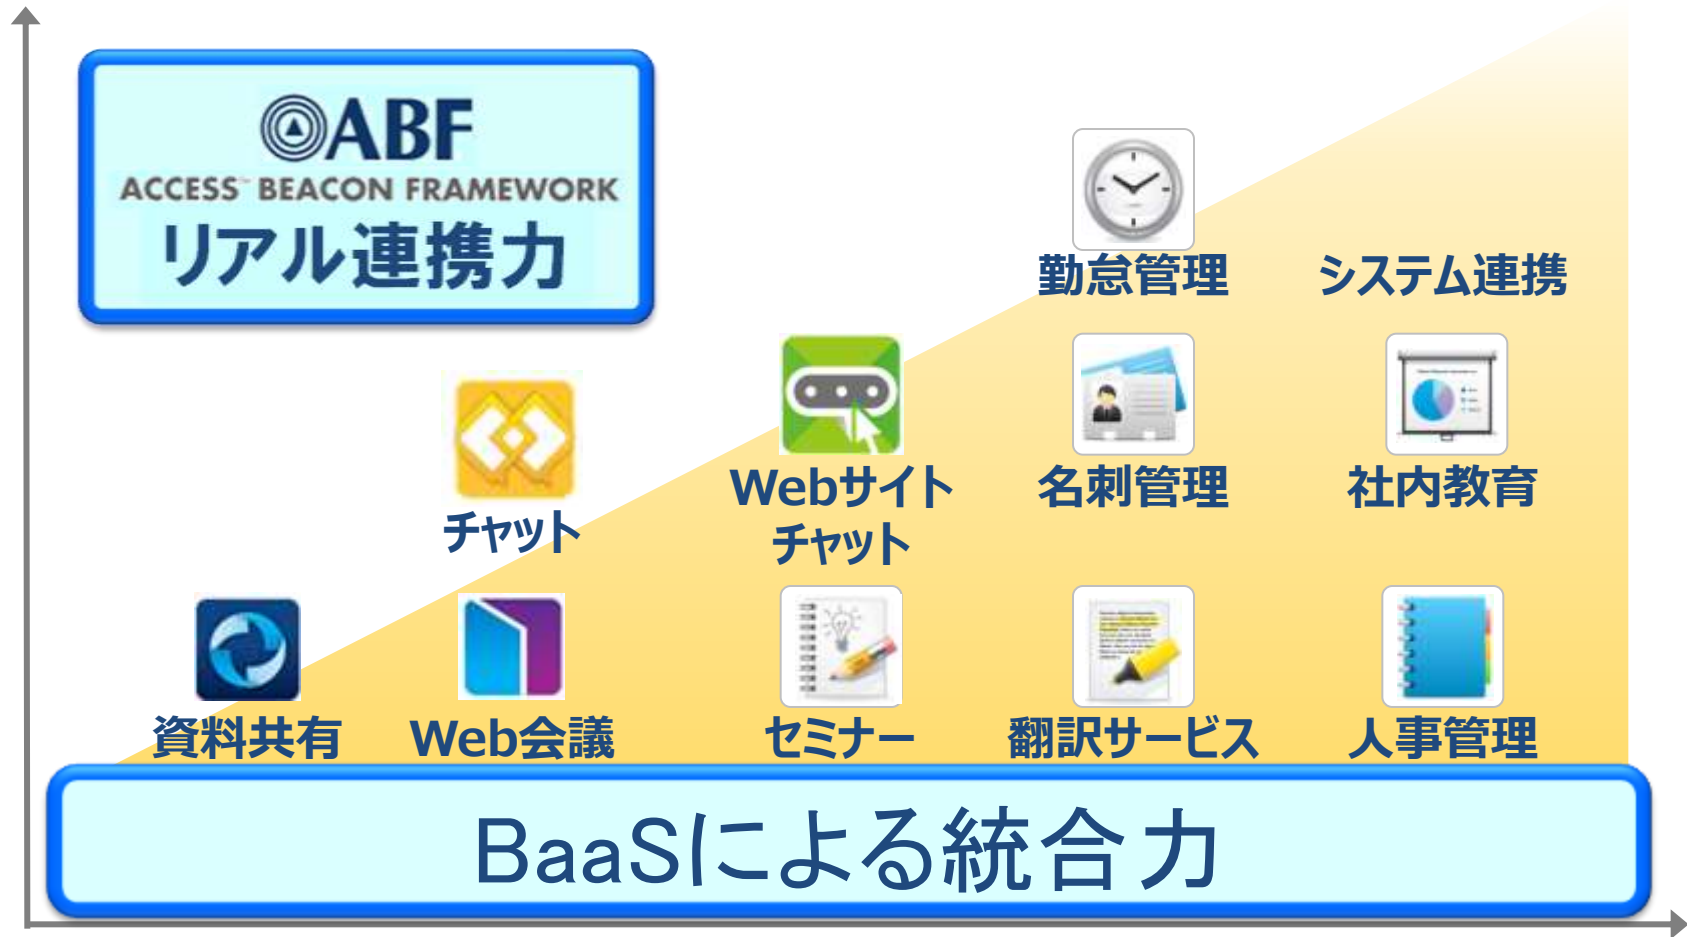 ABF
ACCESS™ BEACON FRAMEWORK
リアル連携力
勤怠管理
システム連携
チャット
Webサイト
チャット
名刺管理
社内教育
資料共有
Web会議
セミナー
翻訳サービス
人事管理
BaaSによる統合力